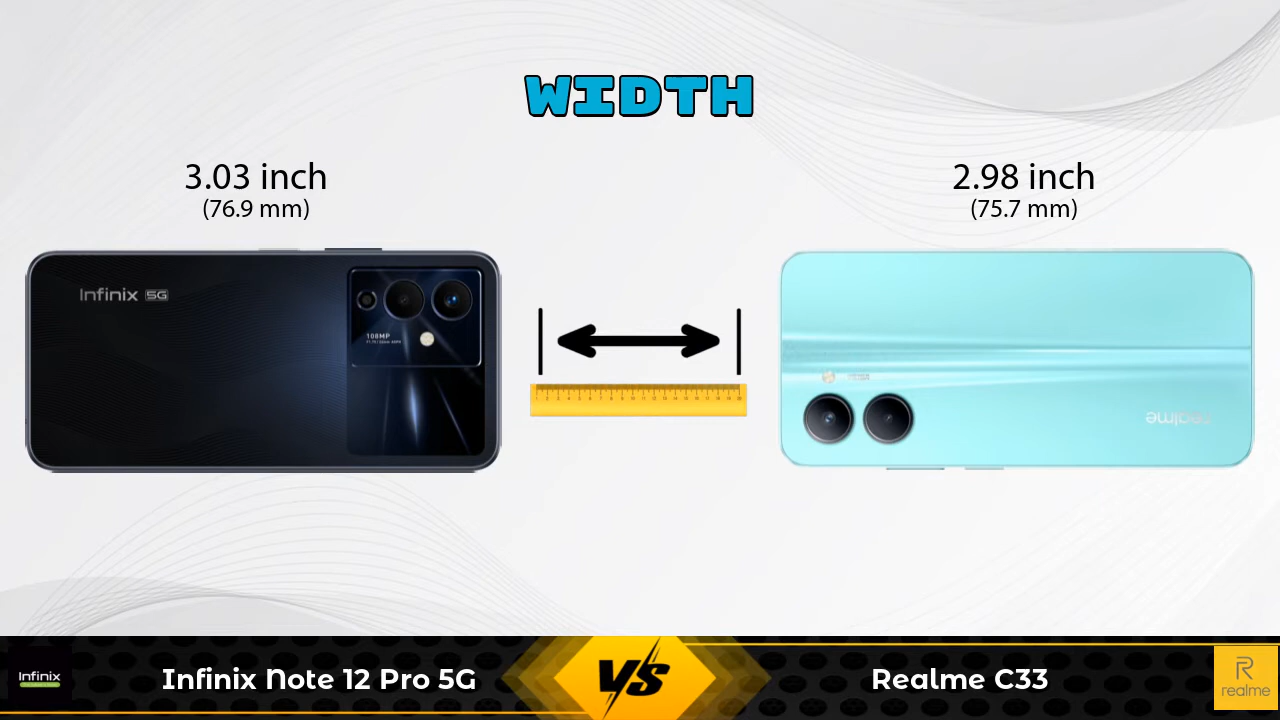 WIDTH
3.03 inch
(76.9 mm)
2.98 inch
(75.7 mm)
Infinix 5G
108MP
realme
Infinix
Infinix Note 12 Pro 5G
VS
Realme C33
R
realme